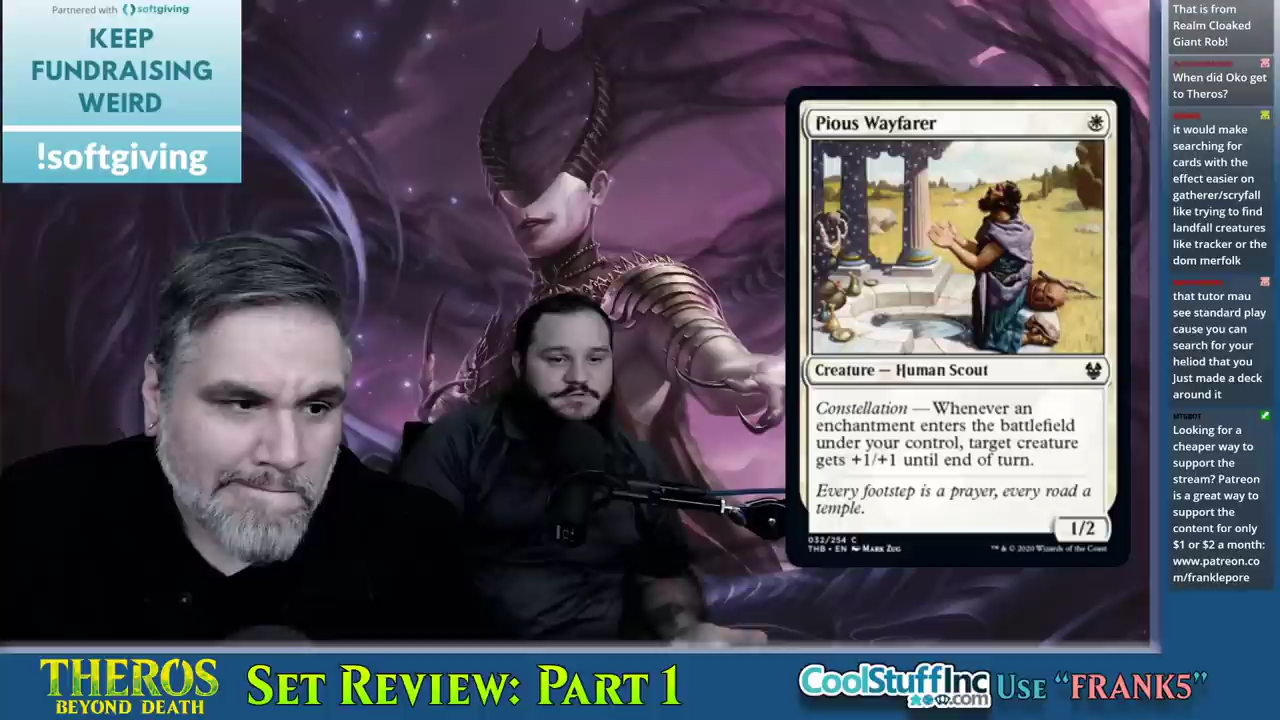 Partnered with softgiving
KEEP
FUNDRAISING
WEIRD
!softgiving
Pious Wayfarer
Creature — Human Scout
Constellation — Whenever an
enchantment enters the battlefield
under your control, target creature
gets +1/+1 until end of turn.
Every footstep is a prayer, every road a
temple.
1/2
032/254 C
THB • EN MARK ZUG
™ & © 2020 Wizards of the Coast
That is from
Realm Cloaked
Giant Rob!
When did Oko get
to Theros?
it would make
searching for
cards with the
effect easier on
gatherer/scryfall
like trying to find
landfall creatures
like tracker or the
dom merfolk
that tutor mau
see standard play
cause you can
search for your
heliod that you
Just made a deck
around it
MTGBOT
Looking for a
cheaper way to
support the
stream? Patreon
is a great way to
support the
content for only
$1 or $2 a month:
www.patreon.co
m/franklepore
THEROS
BEYOND DEATH
SET REVIEW: PART 1
CoolStuffInc
.com
USE “FRANK5”